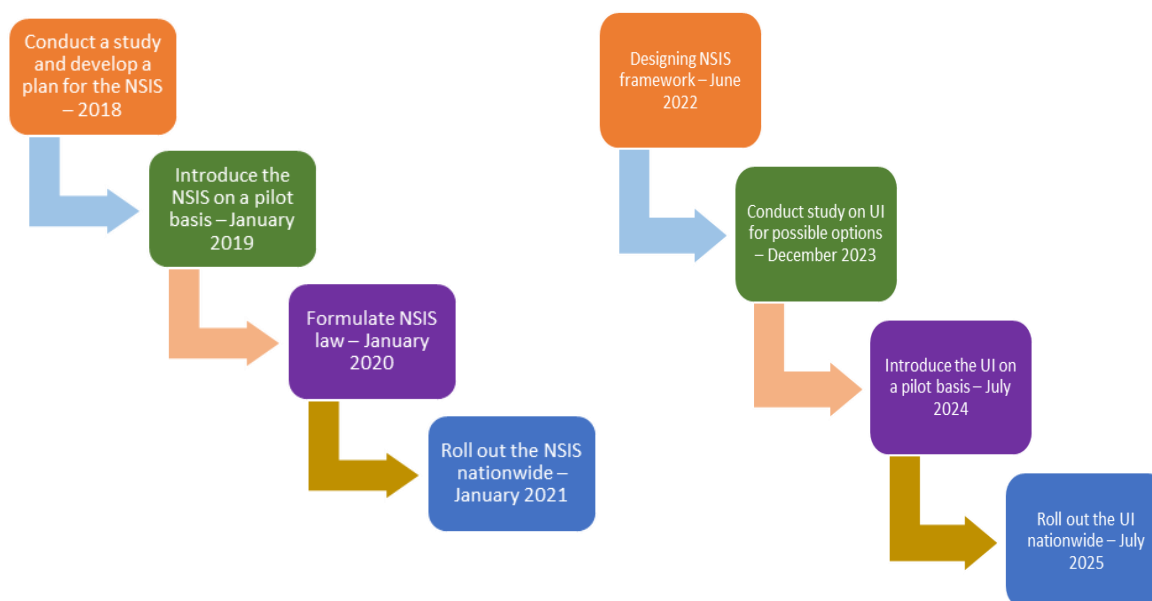 Conduct a study
and develop a
plan for the NSIS
– 2018
Introduce the
NSIS on a pilot
basis – January
2019
Formulate NSIS
law – January
2020
Roll out the NSIS
nationwide –
January 2021
Designing NSIS
framework – June
2022
Conduct study on UI
for possible options
– December 2023
Introduce the UI on
a pilot basis – July
2024
Roll out the UI
nationwide – July
2025